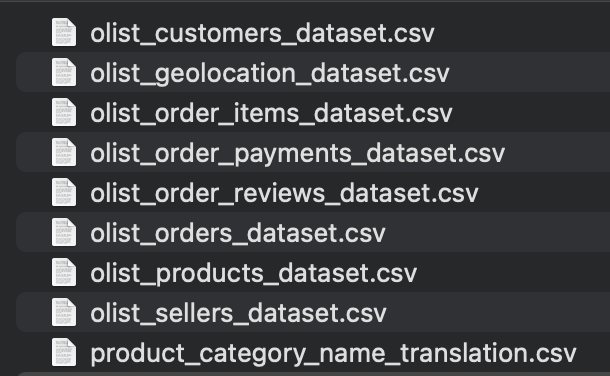 olist_customers_dataset.csv
olist_geolocation_dataset.csv
olist_order_items_dataset.csv
olist_order_payments_dataset.csv
olist_order_reviews_dataset.csv
olist_orders_dataset.csv
olist_products_dataset.csv
olist_sellers_dataset.csv
product_category_name_translation.csv